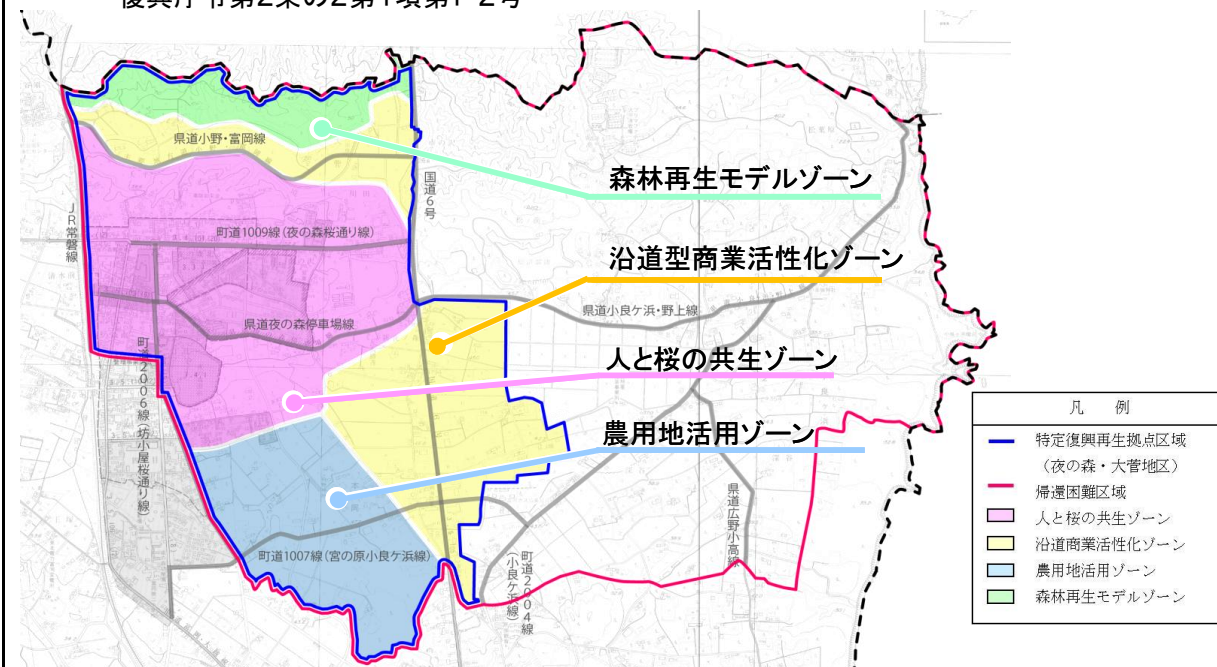 復興庁令第2条の2第1項第1・2号
県道小野・富岡線
国道6号
JR常磐線
森林再生モデルゾーン
町道1009線(夜の森桜通り線)
沿道型商業活性化ゾーン
県道小良ケ浜・野上線
県道夜の森停車場線
町道2006線(坊小屋桜通り線)
人と桜の共生ゾーン
農用地活用ゾーン
県道広野小高線
町道1007線(宮の原小良ケ浜線)
町道2004線
(小良ケ浜線)
凡 例
特定復興再生拠点区域
(夜の森・大菅地区)
帰還困難区域
人と桜の共生ゾーン
沿道商業活性化ゾーン
農用地活用ゾーン
森林再生モデルゾーン